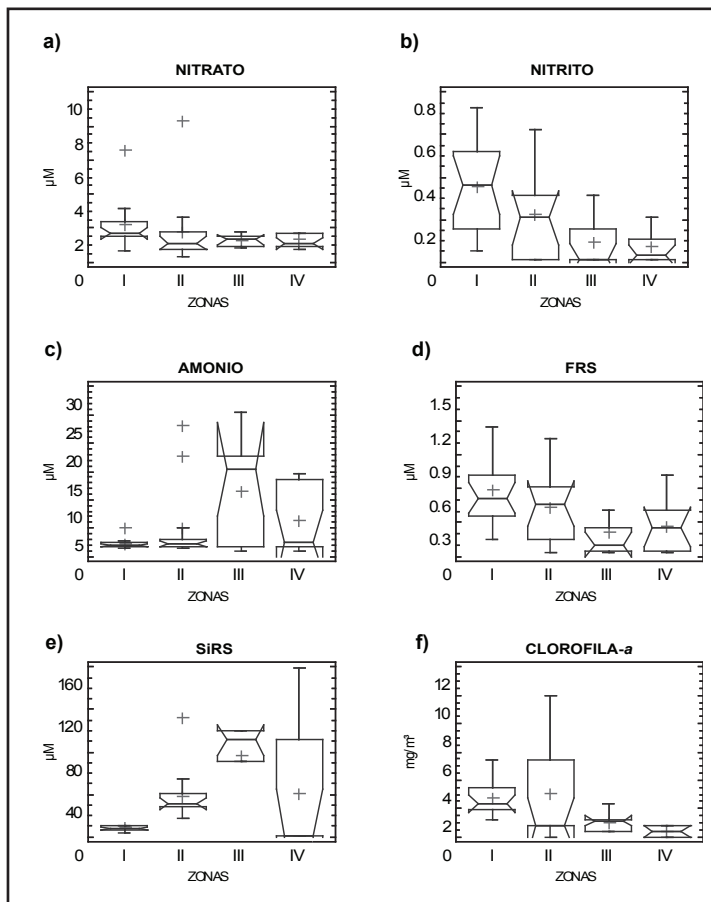 a)
NITRATO
10
8
6
4
2
0
µM
I II III IV
ZONAS
b)
NITRITO
0.8
0.6
0.4
0.2
0
µM
I II III IV
ZONAS
c)
AMONIO
30
25
20
15
10
5
0
µM
I II III IV
ZONAS
d)
FRS
1.5
1.2
0.9
0.6
0.3
0
µM
I II III IV
ZONAS
e)
SiRS
160
120
80
40
0
µM
I II III IV
ZONAS
f)
CLOROFILA-a
12
10
8
6
4
2
0
mg/m³
I II III IV
ZONAS